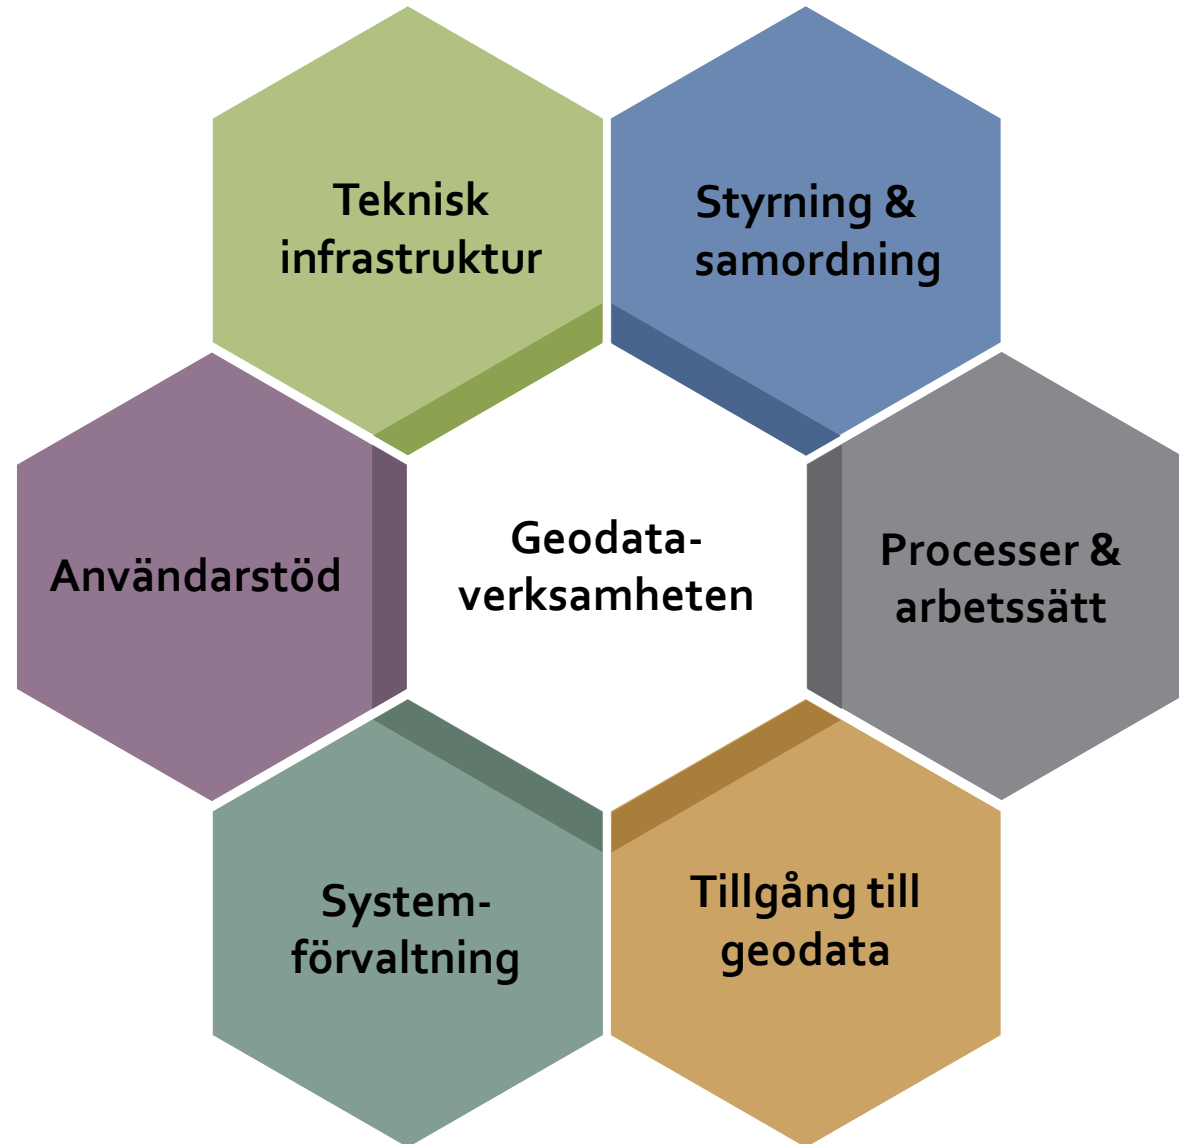 Teknisk
infrastruktur
Styrning &
samordning
Användarstöd
Geodata-
verksamheten
Processer &
arbetssätt
System-
förvaltning
Tillgång till
geodata